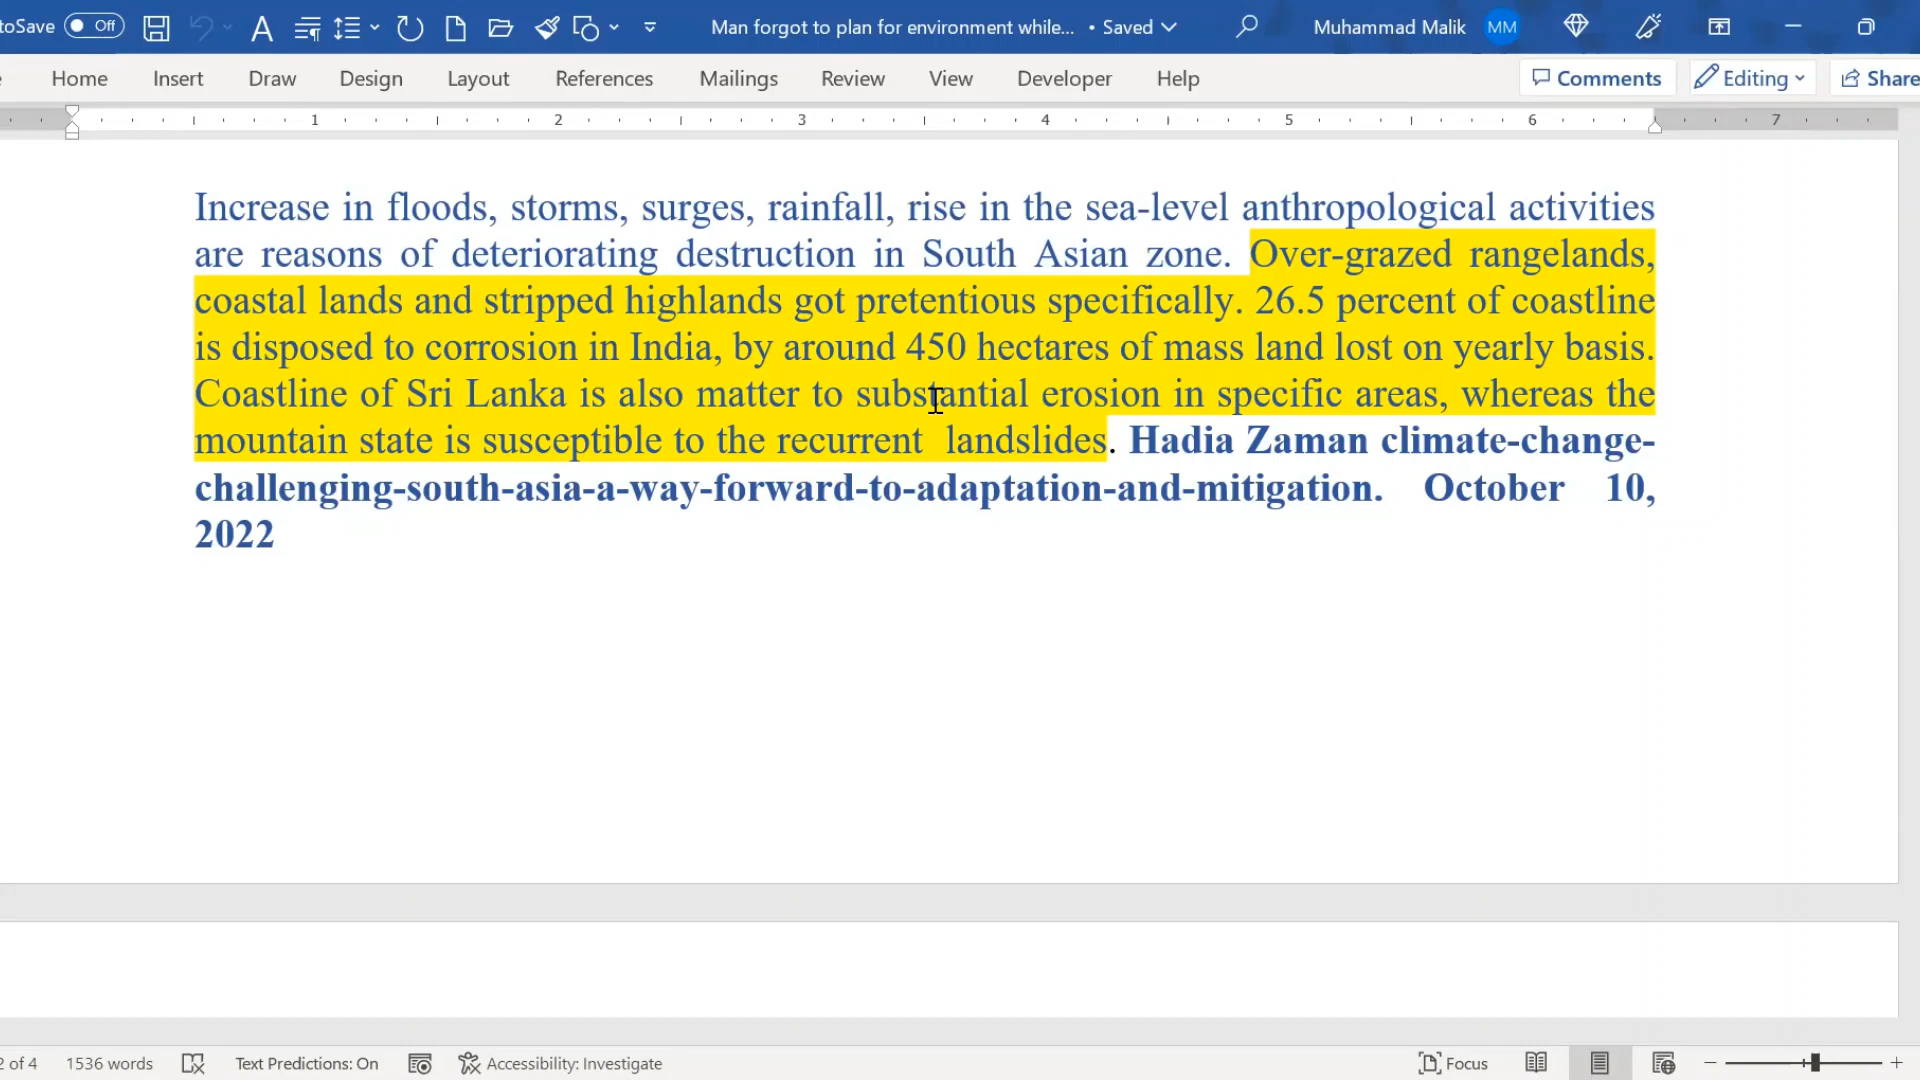 toSave Off Man forgot to plan for environment while... • Saved Muhammad Malik MM
Home Insert Draw Design Layout References Mailings Review View Developer Help Comments Editing Share
1 2 3 4 5 6 7
Increase in floods, storms, surges, rainfall, rise in the sea-level anthropological activities
are reasons of deteriorating destruction in South Asian zone. Over-grazed rangelands,
coastal lands and stripped highlands got pretentious specifically. 26.5 percent of coastline
is disposed to corrosion in India, by around 450 hectares of mass land lost on yearly basis.
Coastline of Sri Lanka is also matter to substantial erosion in specific areas, whereas the
mountain state is susceptible to the recurrent  landslides. Hadia Zaman climate-change-
challenging-south-asia-a-way-forward-to-adaptation-and-mitigation. October 10,
2022
2 of 4 1536 words Text Predictions: On Accessibility: Investigate Focus